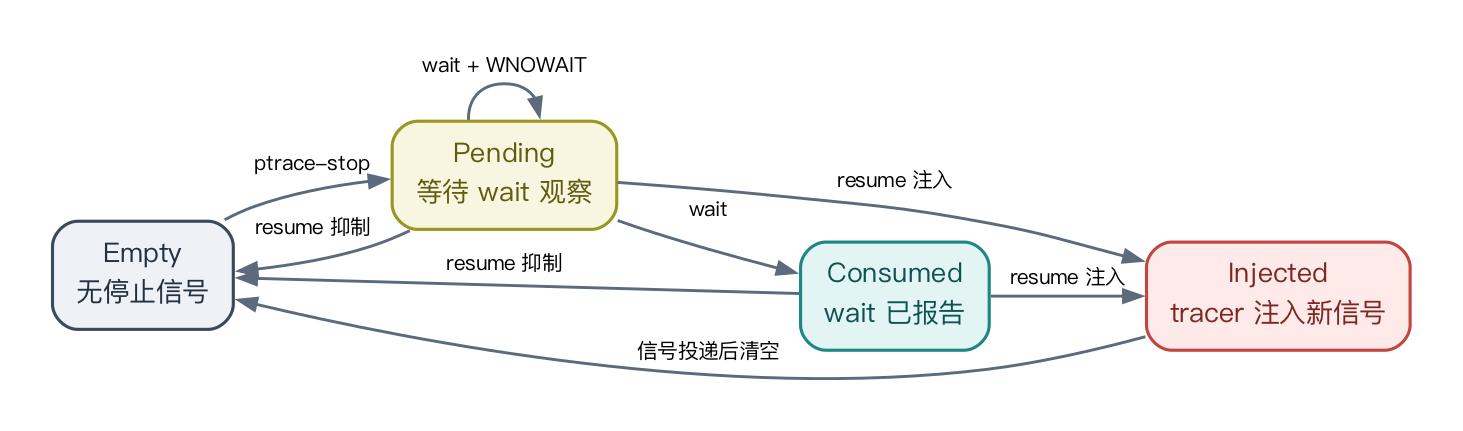 wait + WNOWAIT
Pending
等待 wait 观察
ptrace-stop
resume 注入
wait
resume 抑制
Empty
无停止信号
resume 抑制
Consumed
wait 已报告
resume 注入
Injected
tracer 注入新信号
信号投递后清空